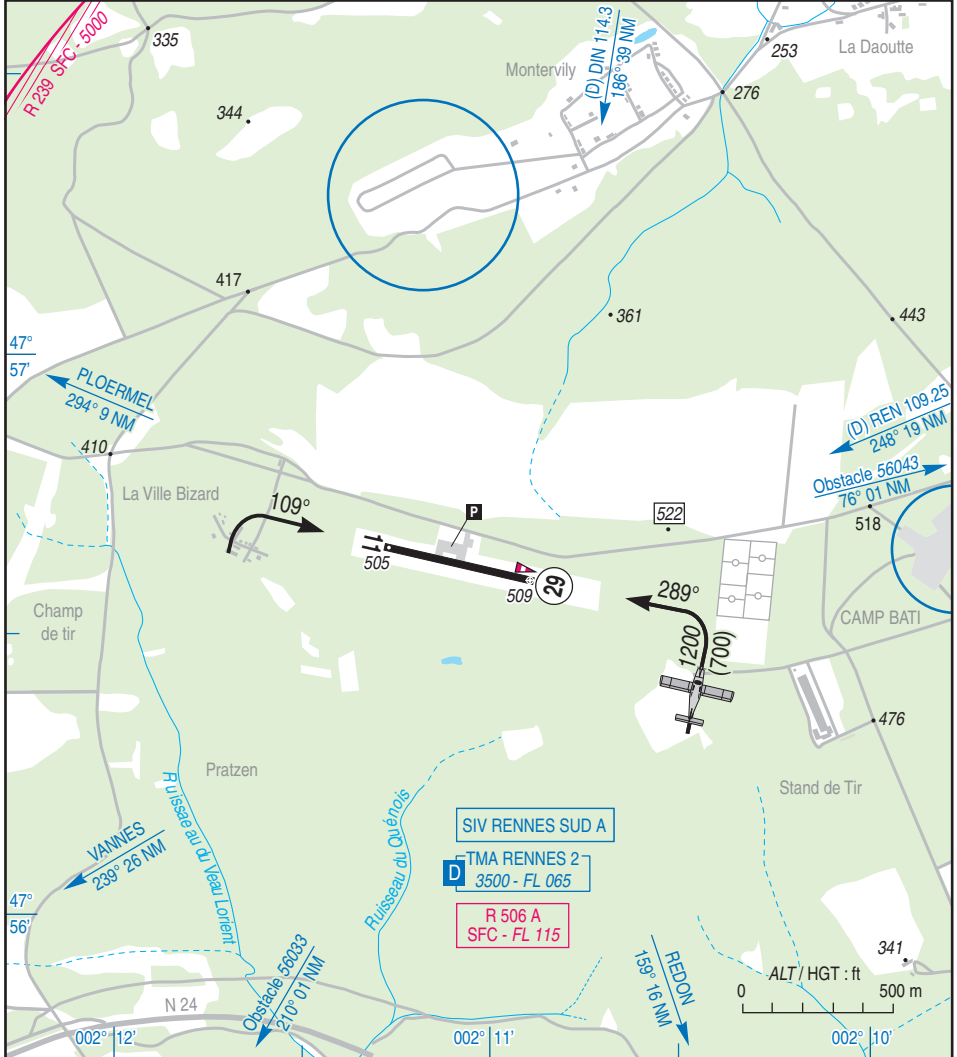 R 239 SFC - 5000
335
344
Montervily
(D) DIN 114.3
186° 39 NM
253
La Daoutte
276
417
361
443
47°
57'
PLOERMEL
294° 9 NM
(D) REN 109.25
248° 19 NM
410
Obstacle 56043
76° 01 NM
La Ville Bizard
109°
P
522
518
11
505
509
29
289°
1200
(700)
Champ
de tir
CAMP BATI
476
Pratzen
Stand de Tir
Ruissae au du Veau Lorient
Ruisseau du Quénois
SIV RENNES SUD A
VANNES
239° 26 NM
D
TMA RENNES 2
3500 - FL 065
47°
56'
R 506 A
SFC - FL 115
341
Obstacle 56033
210° 01 NM
REDON
159° 16 NM
ALT / HGT : ft
0
500 m
N 24
002° 12'
002° 11'
002° 10'